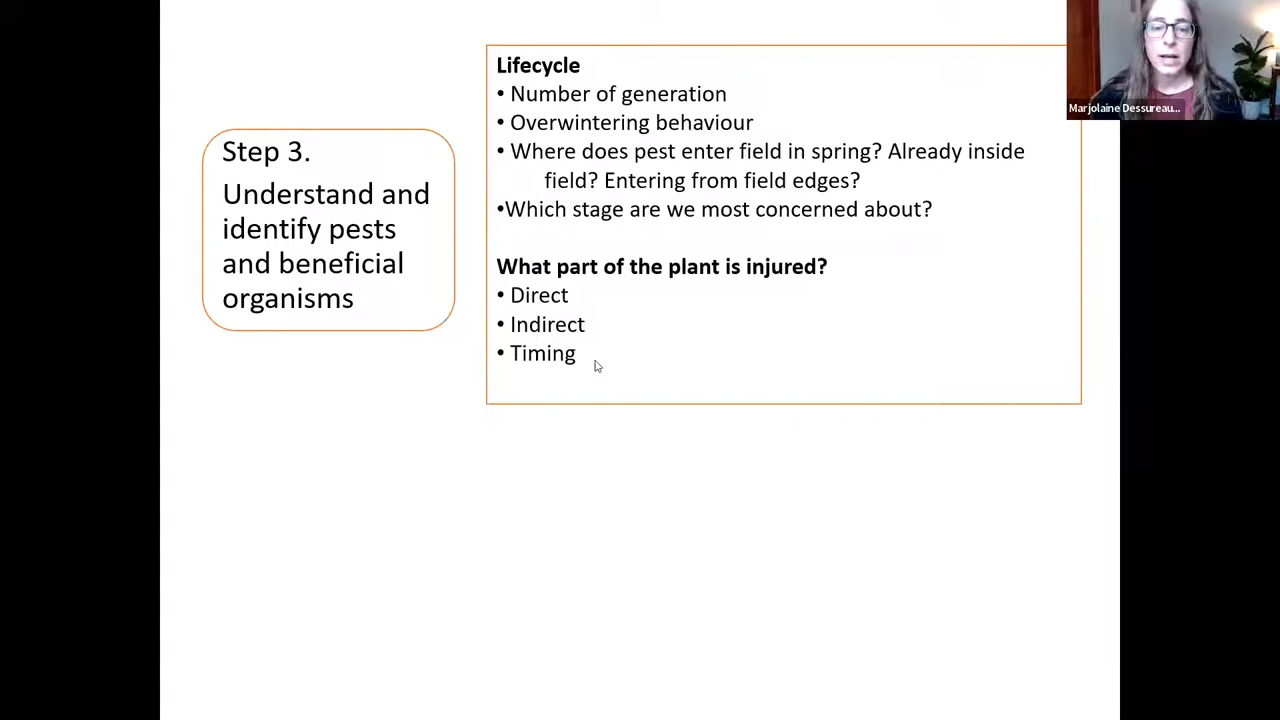 Step 3.
Understand and
identify pests
and beneficial
organisms
Lifecycle
• Number of generation
• Overwintering behaviour
• Where does pest enter field in spring? Already inside
field? Entering from field edges?
•Which stage are we most concerned about?
What part of the plant is injured?
• Direct
• Indirect
• Timing
Marjolaine Dessureau...